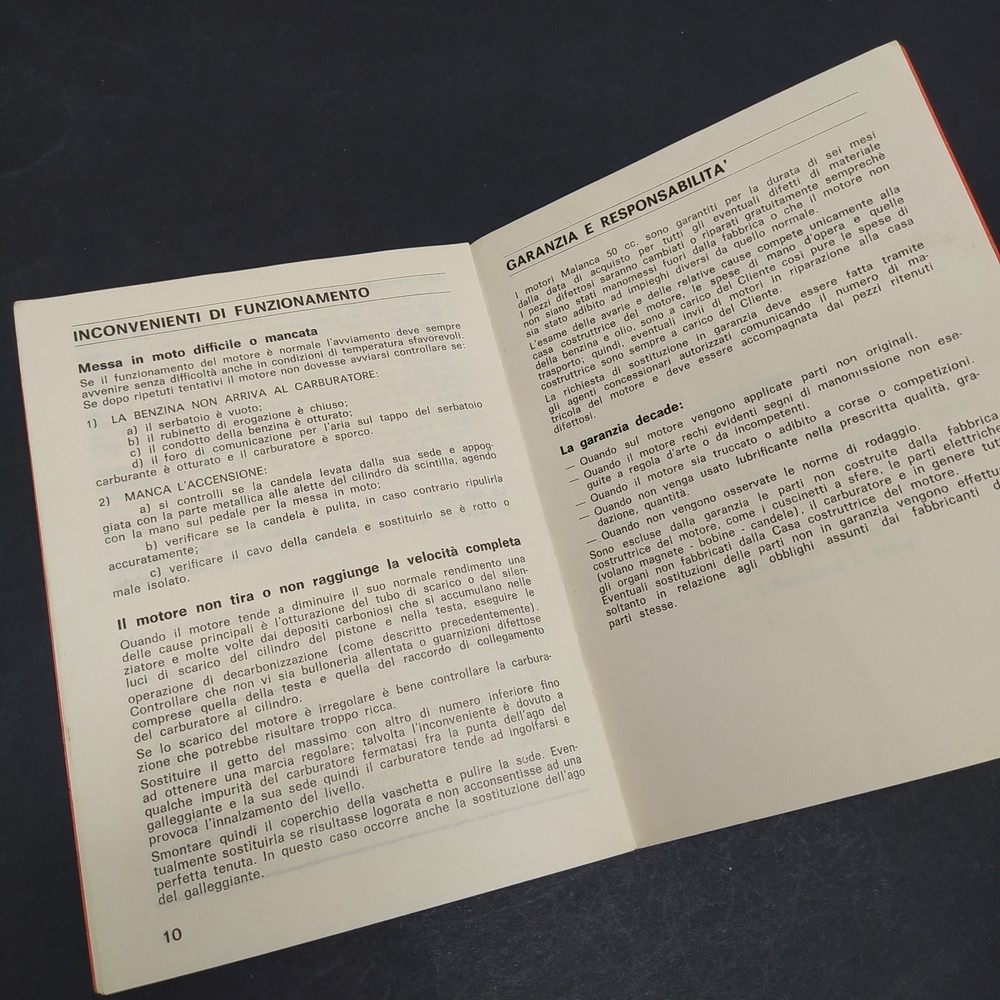 INCONVENIENTI DI FUNZIONAMENTO
Messa in moto difficile o mancata
Se il funzionamento del motore è normale l'avviamento deve sempre
avvenire senza difficoltà anche in condizioni di temperatura sfavorevoli.
Se dopo ripetuti tentativi il motore non dovesse avviarsi controllare se:
1) LA BENZINA NON ARRIVA AL CARBURATORE:
a) il serbatoio è vuoto;
b) il rubinetto di erogazione è chiuso;
c) il condotto della benzina è otturato;
d) il foro di comunicazione per l'aria sul tappo del serbatoio
carburante è otturato e il carburatore è sporco.
2) MANCA L'ACCENSIONE:
a) si controlli se la candela levata dalla sua sede e appog-
giata con la parte metallica alle alette del cilindro dà scintilla, agendo
con la mano sul pedale per la messa in moto;
b) verificare se la candela è pulita, in caso contrario ripulirla
accuratamente;
c) verificare il cavo della candela e sostituirlo se è rotto o
male isolato.
Il motore non tira o non raggiunge la velocità completa
Quando il motore tende a diminuire il suo normale rendimento una
delle cause principali è l'otturazione del tubo di scarico o del silen-
ziatore e molte volte dai depositi carboniosi che si accumulano nelle
luci di scarico del cilindro del pistone e nella testa, eseguire le
operazione di decarbonizzazione (come descritto precedentemente).
Controllare che non vi sia bulloneria allentata o guarnizioni difettose
comprese quella della testa e quella del raccordo di collegamento
del carburatore al cilindro.
Se lo scarico del motore è irregolare è bene controllare la carbura-
zione che potrebbe risultare troppo ricca.
Sostituire il getto del massimo con altro di numero inferiore fino
ad ottenere una marcia regolare; talvolta l'inconveniente è dovuto a
qualche impurità del carburatore fermatasi fra la punta dell'ago del
galleggiante e la sua sede quindi il carburatore tende ad ingolfarsi e
provoca l'innalzamento del livello.
Smontare quindi il coperchio della vaschetta e pulire la sede. Even-
tualmente sostituirla se risultasse logorata e non acconsentisse ad una
perfetta tenuta. In questo caso occorre anche la sostituzione dell'ago
del galleggiante.
10
GARANZIA E RESPONSABILITA'
I motori Malanca 50 cc. sono garantiti per la durata di sei mesi
dalla data di acquisto per tutti gli eventuali difetti di materiale
I pezzi difettosi saranno cambiati o riparati gratuitamente semprechè
non siano stati manomessi fuori dalla fabbrica o che il motore non
sia stato adibito ad impieghi diversi da quello normale.
L'esame delle avarie e delle relative cause compete unicamente alla
casa costruttrice del motore, le spese di mano d'opera e quelle
della benzina e olio, sono a carico del Cliente così pure le spese di
trasporto; quindi, eventuali invii di motori in riparazione alla casa
costruttrice sono sempre a carico del Cliente.
La richiesta di sostituzione in garanzia deve essere fatta tramite
gli agenti concessionari autorizzati comunicando il numero di ma-
tricola del motore e deve essere accompagnata da pezzi ritenuti
difettosi.
La garanzia decade:
— Quando sul motore vengono applicate parti non originali.
— Quando il motore rechi evidenti segni di manomissione non ese-
guite a regola d'arte o da incompetenti.
— Quando il motore sia truccato o adibito a corse o competizioni.
— Quando non venga usato lubrificante nella prescritta qualità, gra-
dazione, quantità.
— Quando non vengono osservate le norme di rodaggio.
Sono escluse dalla garanzia le parti non costruite dalla fabbrica
costruttrice del motore, come i cuscinetti a sfere, le parti elettriche
(volano magnete - bobine - candele), il carburatore e in genere tutti
gli organi non fabbricati dalla Casa costruttrice del motore.
Eventuali sostituzioni delle parti non in garanzia vengono effettu
soltanto in relazione agli obblighi assunti dai fabbricanti d
parti stesse.